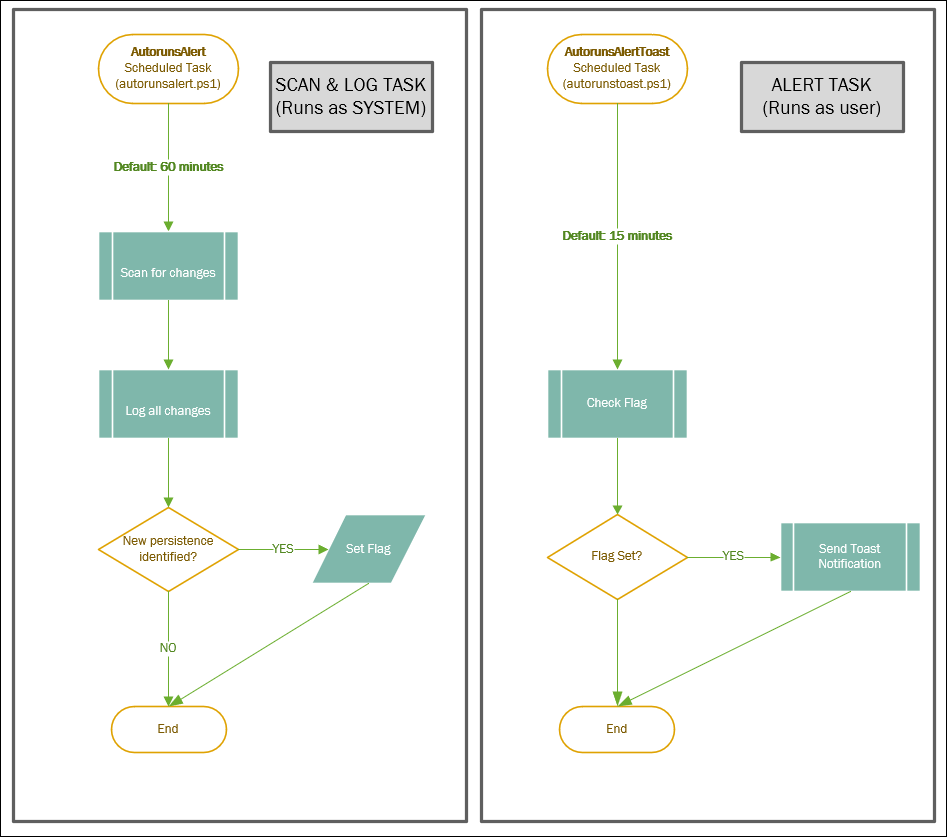 AutorunsAlert
Scheduled Task
(autorunsalert.ps1)
SCAN & LOG TASK
(Runs as SYSTEM)
Default: 60 minutes
Scan for changes
Log all changes
New persistence
identified?
YES
Set Flag
NO
End
AutorunsAlertToast
Scheduled Task
(autorunstoast.ps1)
ALERT TASK
(Runs as user)
Default: 15 minutes
Check Flag
Flag Set?
YES
Send Toast
Notification
End